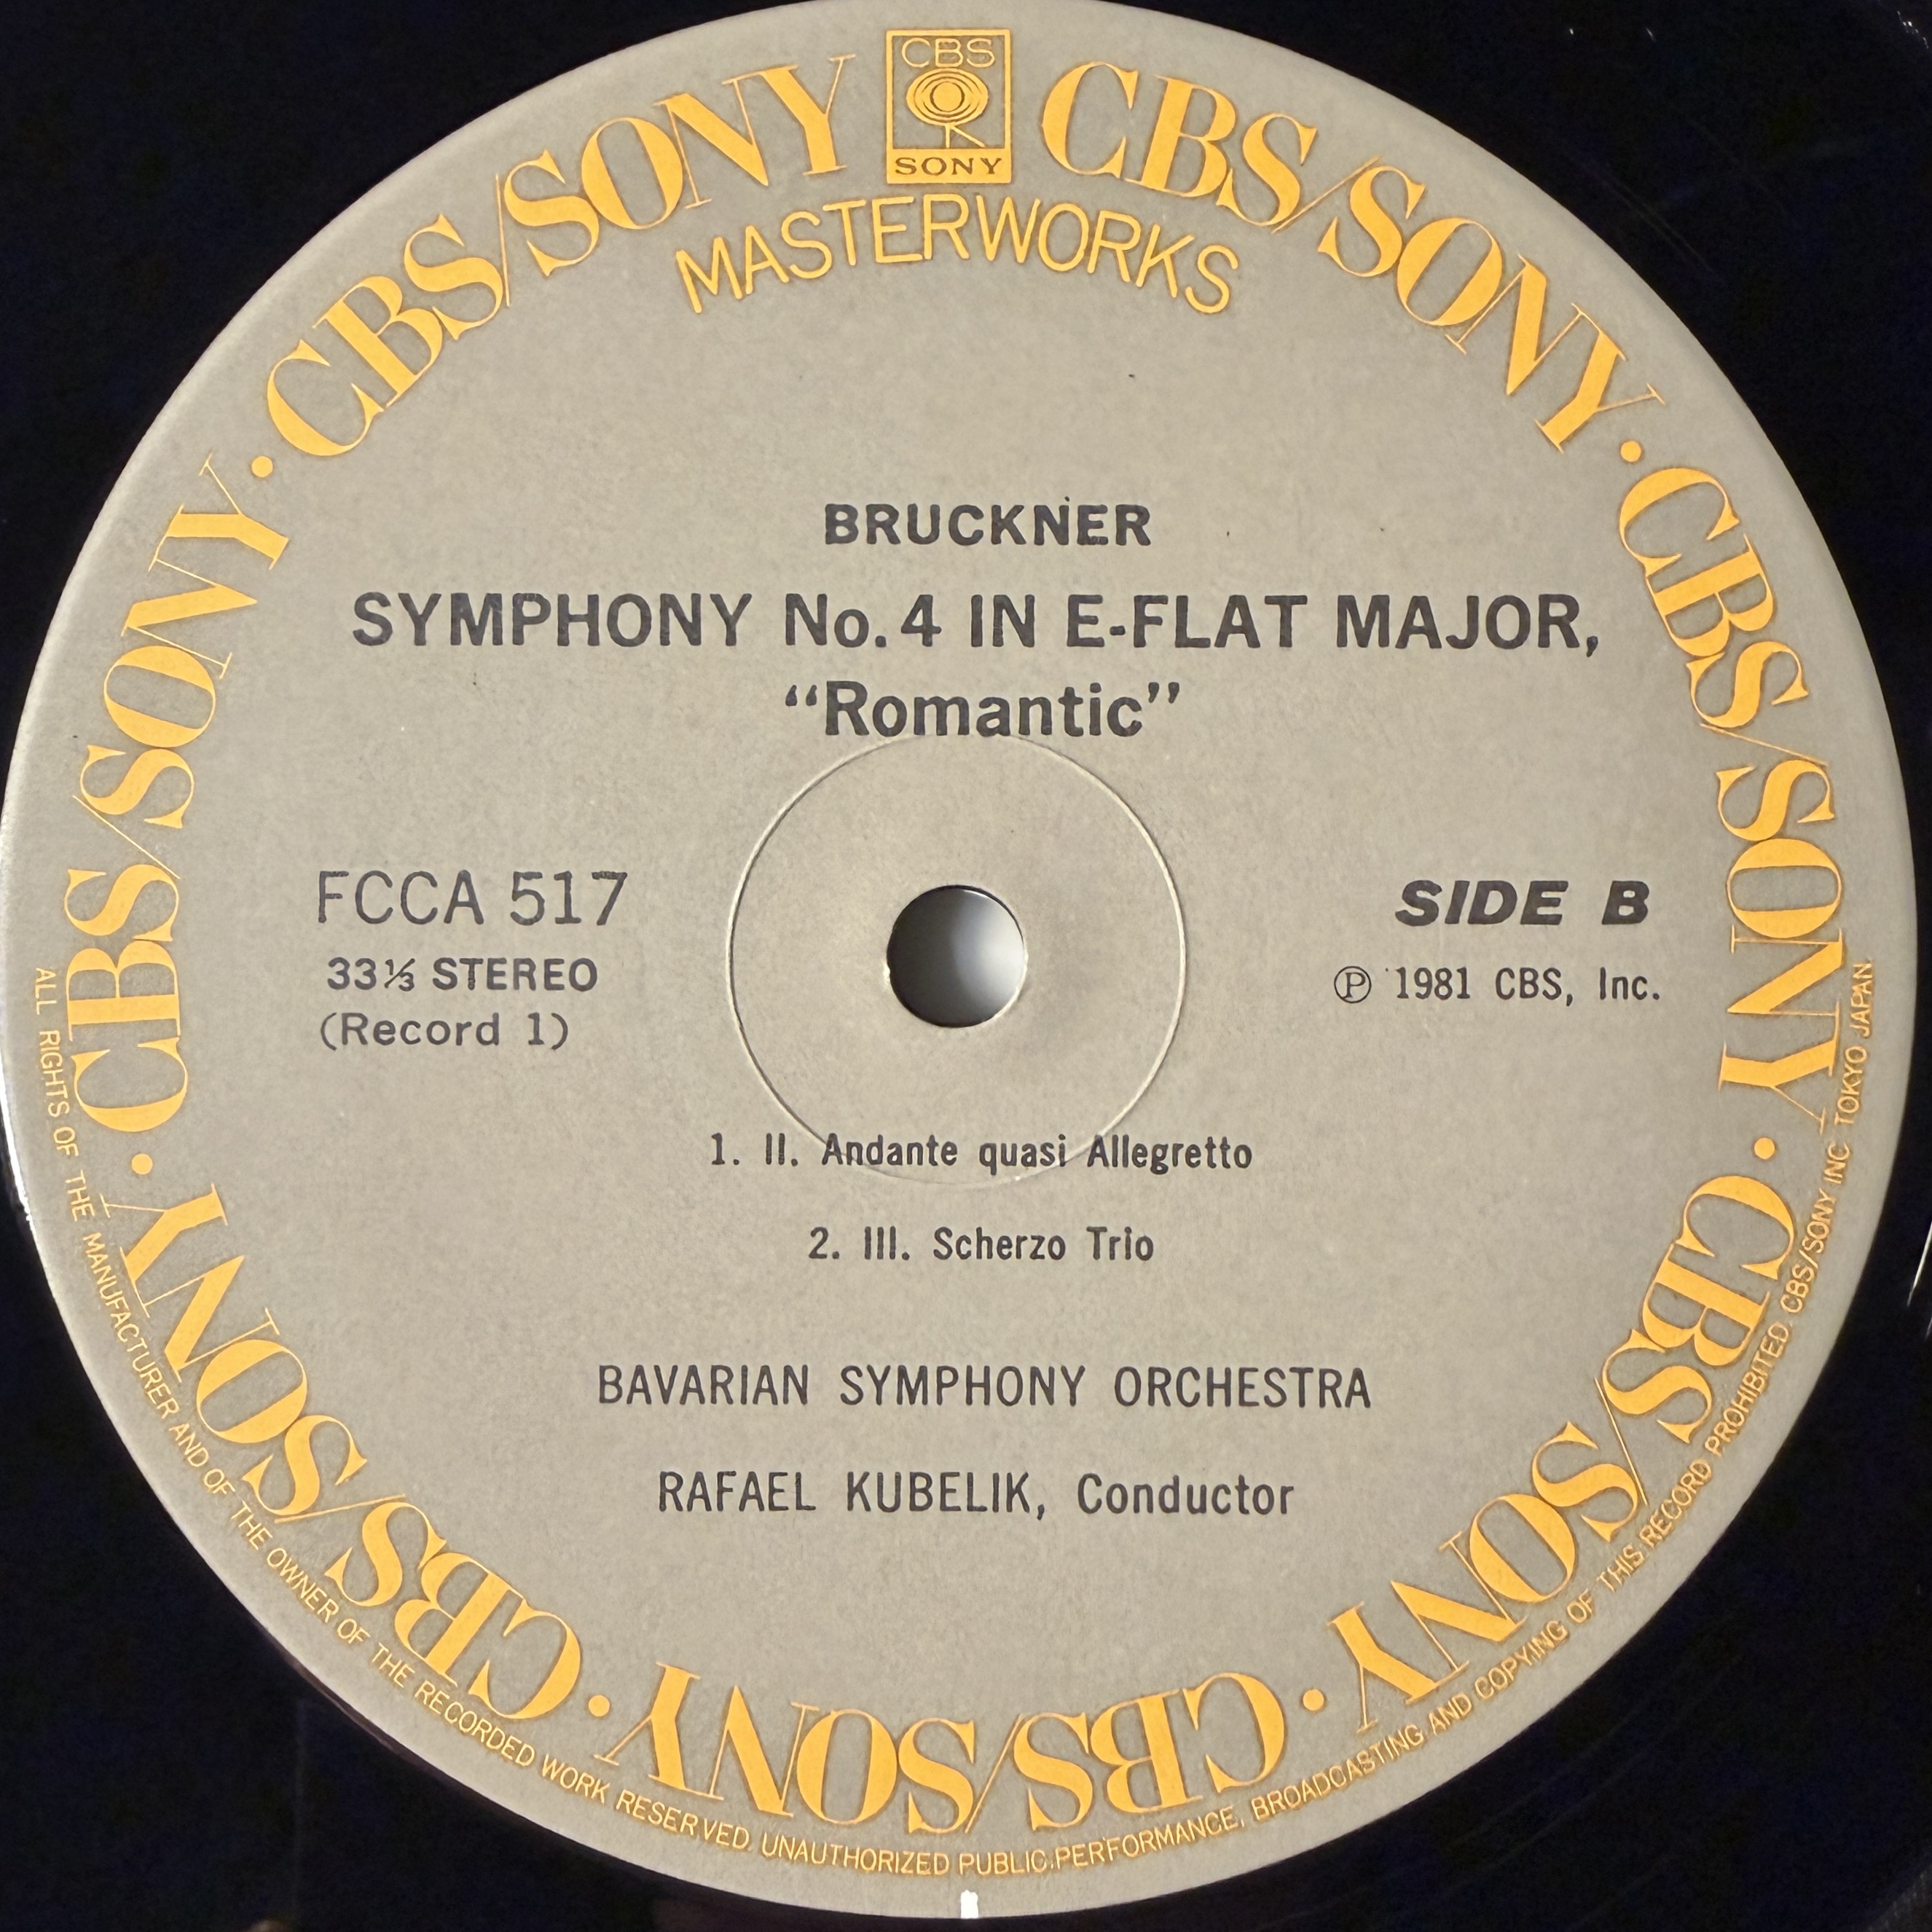 CBS
SONY
CBS/SONY · CBS/SONY · CBS/SONY · CBS/SONY · CBS/SONY · CBS/SONY · CBS/SONY
MASTERWORKS
BRUCKNER
SYMPHONY No. 4 IN E-FLAT MAJOR,
“Romantic”
FCCA 517
33⅓ STEREO
(Record 1)
SIDE B
Ⓟ 1981 CBS, Inc.
1. II. Andante quasi Allegretto
2. III. Scherzo Trio
BAVARIAN SYMPHONY ORCHESTRA
RAFAEL KUBELIK, Conductor
ALL RIGHTS OF THE MANUFACTURER AND OF THE OWNER OF THE RECORDED WORK RESERVED. UNAUTHORIZED PUBLIC PERFORMANCE, BROADCASTING AND COPYING OF THIS RECORD PROHIBITED. CBS/SONY INC TOKYO JAPAN.